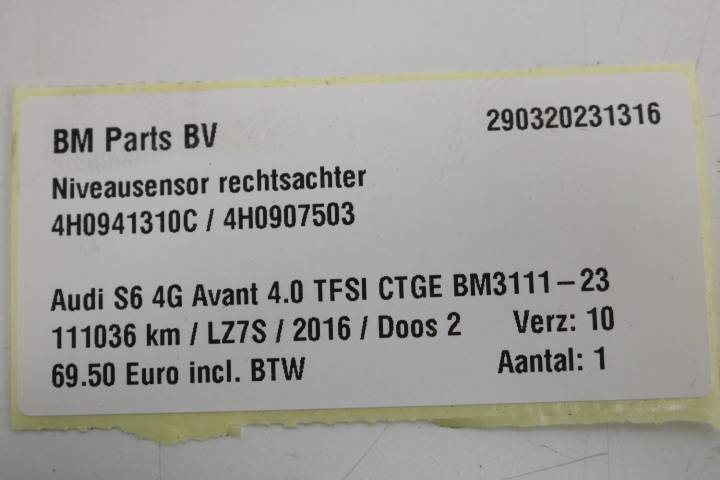 BM Parts BV 290320231316
Niveausensor rechtsachter
4H0941310C / 4H0907503
Audi S6 4G Avant 4.0 TFSI CTGE BM3111-23
111036 km / LZ7S / 2016 / Doos 2 Verz: 10
69.50 Euro incl. BTW Aantal: 1